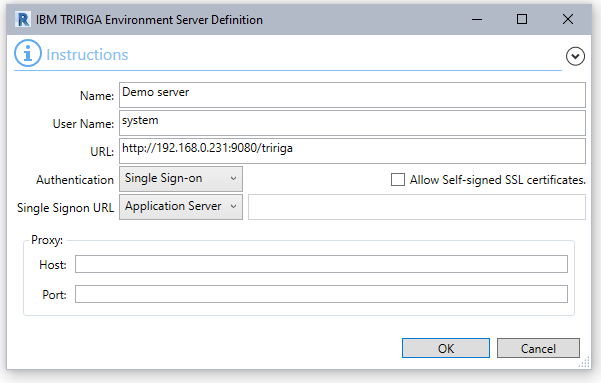 R IBM TRIRIGA Environment Server Definition
i Instructions
Name: Demo server
User Name: system
URL: http://192.168.0.231:9080/tririga
Authentication Single Sign-on Allow Self-signed SSL certificates.
Single Signon URL Application Server
Proxy:
Host:
Port:
OK Cancel